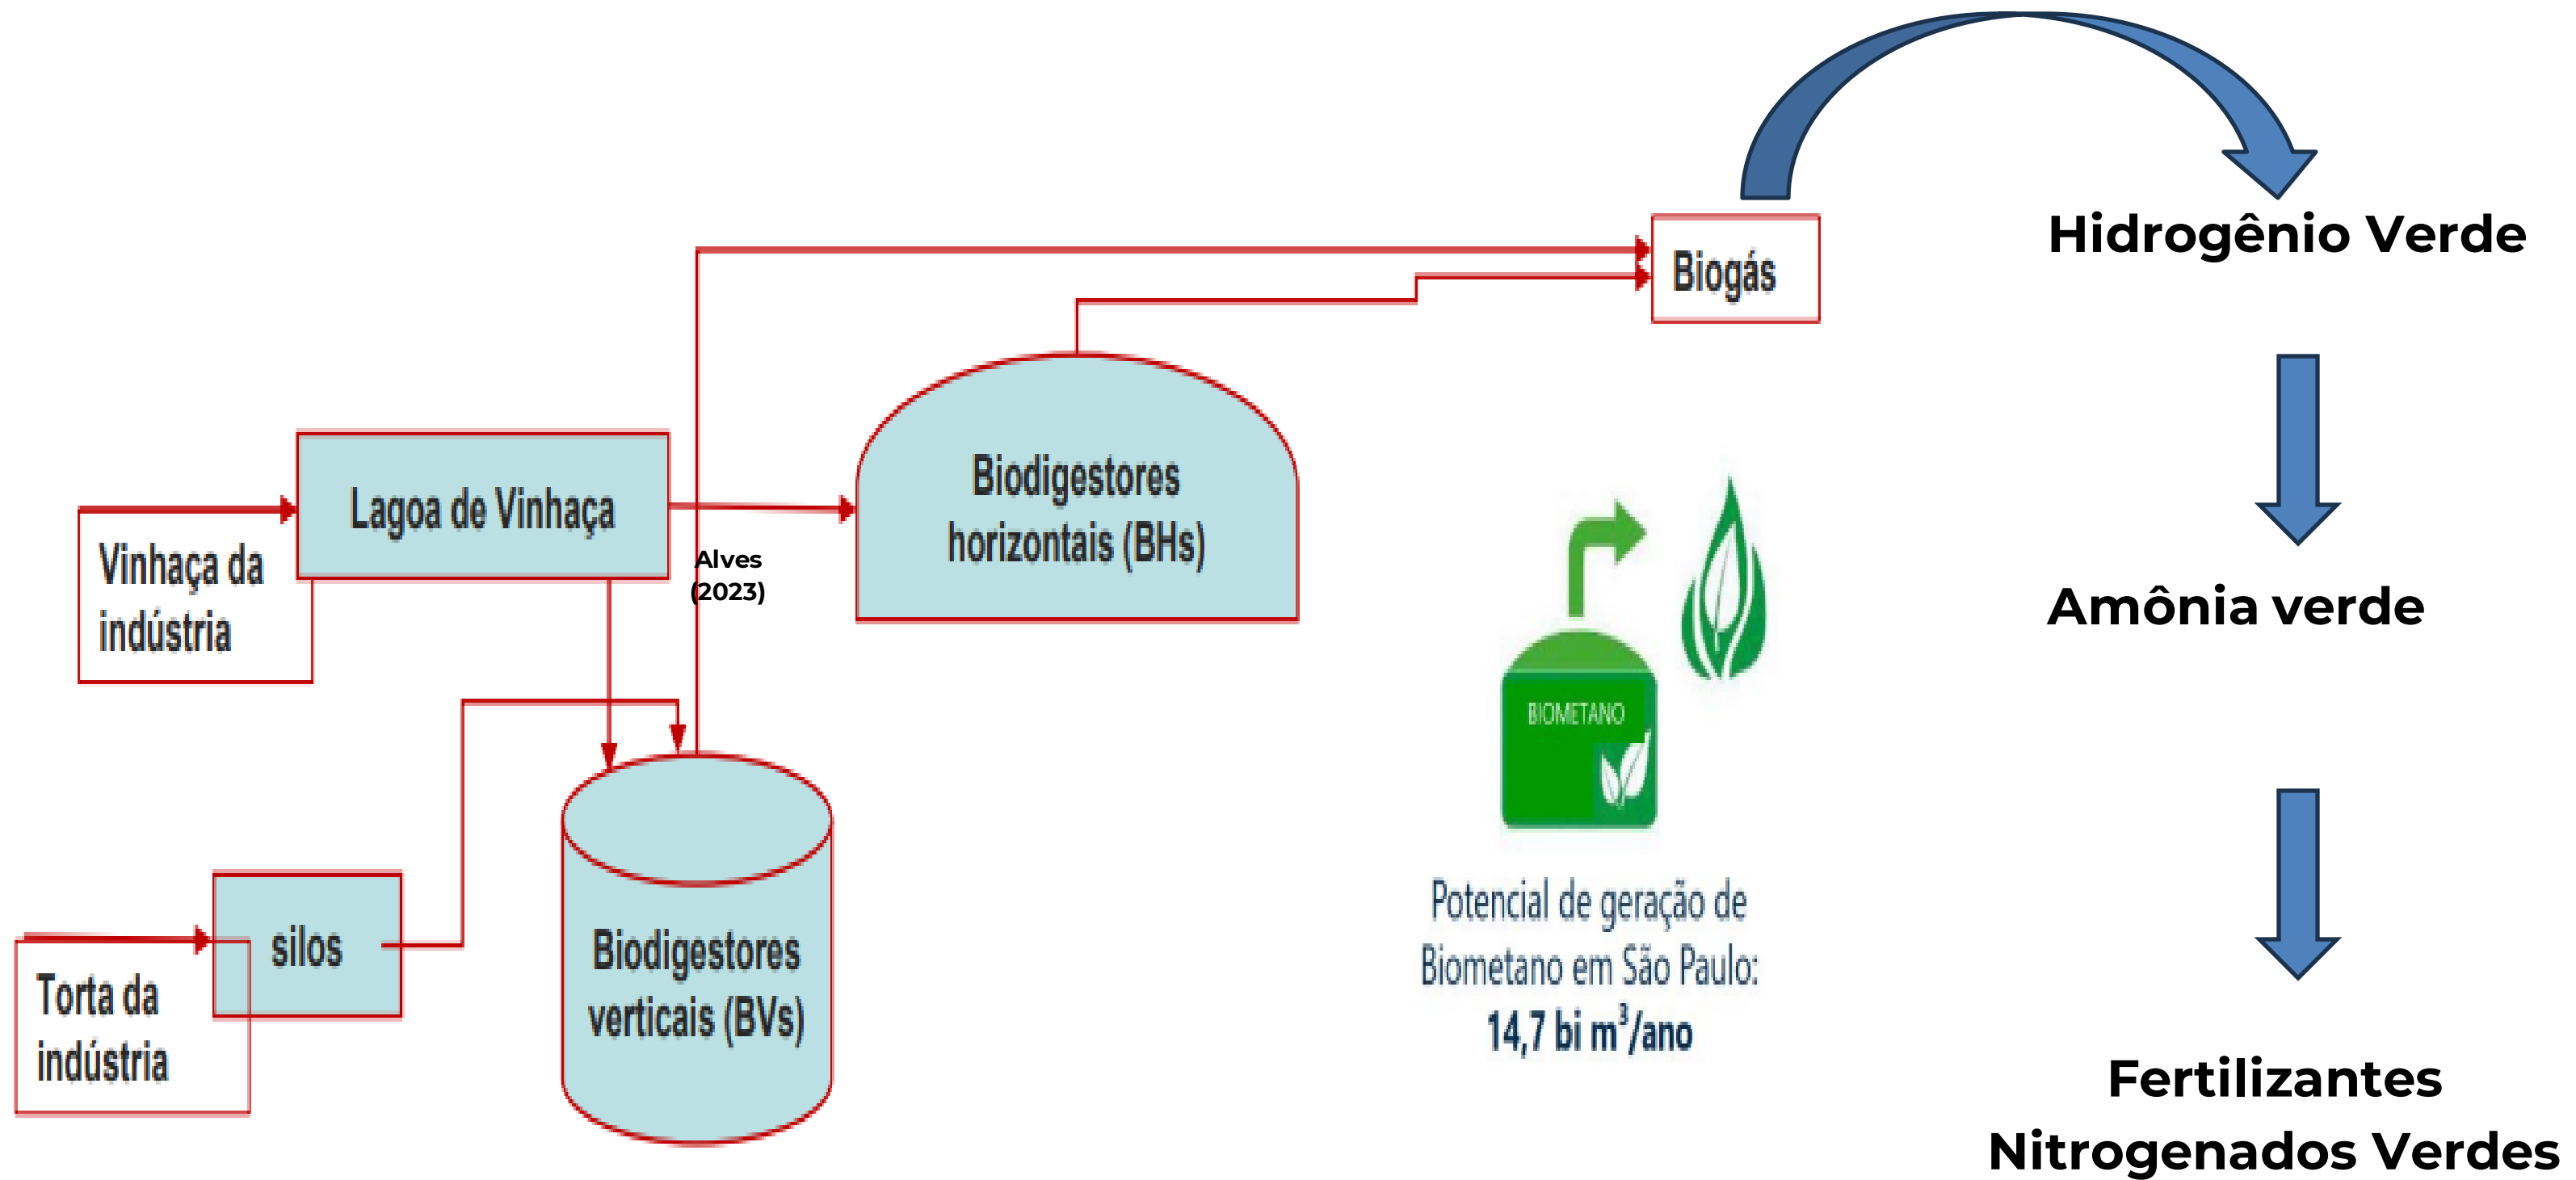 Hidrogênio Verde
Biogás
Lagoa de Vinhaça
Biodigestores
horizontais (BHs)
Vinhaça da
indústria
Alves
(2023)
Amônia verde
BIOMETANO
silos
Torta da
indústria
Biodigestores
verticais (BVs)
Potencial de geração de
Biometano em São Paulo:
14,7 bi m³/ano
Fertilizantes
Nitrogenados Verdes